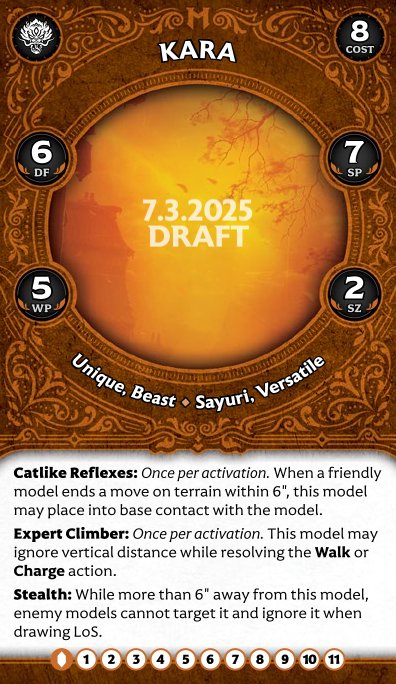 M
KARA
8
COST
6
DF
7
SP
7.3.2025
DRAFT
5
WP
2
SZ
Unique, Beast ◆ Sayuri, Versatile
Catlike Reflexes: Once per activation. When a friendly
model ends a move on terrain within 6", this model
may place into base contact with the model.
Expert Climber: Once per activation. This model may
ignore vertical distance while resolving the Walk or
Charge action.
Stealth: While more than 6" away from this model,
enemy models cannot target it and ignore it when
drawing LoS.
1 2 3 4 5 6 7 8 9 10 11